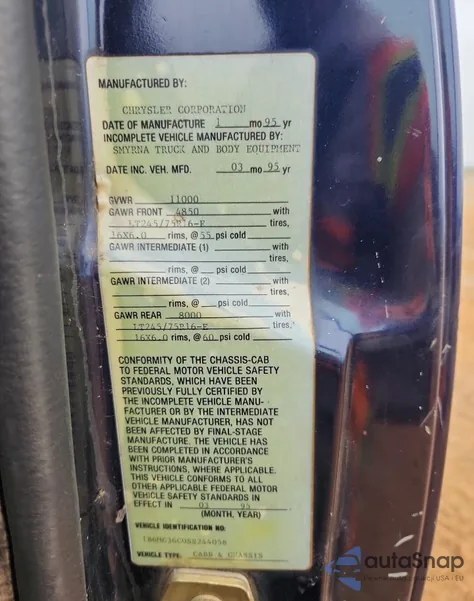 MANUFACTURED BY:
CHRYSLER CORPORATION
DATE OF MANUFACTURE 1 mo 95 yr
INCOMPLETE VEHICLE MANUFACTURED BY:
SMYRNA TRUCK AND BODY EQUIPMENT
DATE INC. VEH. MFD. 03 mo 95 yr
GVWR 11000
GAWR FRONT 4850 with
LT245/75R16-E tires,
16X6.0 rims, @ 55 psi cold
GAWR INTERMEDIATE (1) with
tires,
rims, @ psi cold
GAWR INTERMEDIATE (2) with
tires,
rims, @ psi cold
GAWR REAR 8000 with
LT245/75R16-E tires,
16X6.0 rims, @ 60 psi cold
CONFORMITY OF THE CHASSIS-CAB
TO FEDERAL MOTOR VEHICLE SAFETY
STANDARDS, WHICH HAVE BEEN
PREVIOUSLY FULLY CERTIFIED BY
THE INCOMPLETE VEHICLE MANU-
FACTURER OR BY THE INTERMEDIATE
VEHICLE MANUFACTURER, HAS NOT
BEEN AFFECTED BY FINAL-STAGE
MANUFACTURE. THE VEHICLE HAS
BEEN COMPLETED IN ACCORDANCE
WITH PRIOR MANUFACTURER'S
INSTRUCTIONS, WHERE APPLICABLE.
THIS VEHICLE CONFORMS TO ALL
OTHER APPLICABLE FEDERAL MOTOR
VEHICLE SAFETY STANDARDS IN
EFFECT IN 03 95
(MONTH, YEAR)
VEHICLE IDENTIFICATION NO:
VEHICLE TYPE: CABB & CHASSIS
autoSnap
USA - EU